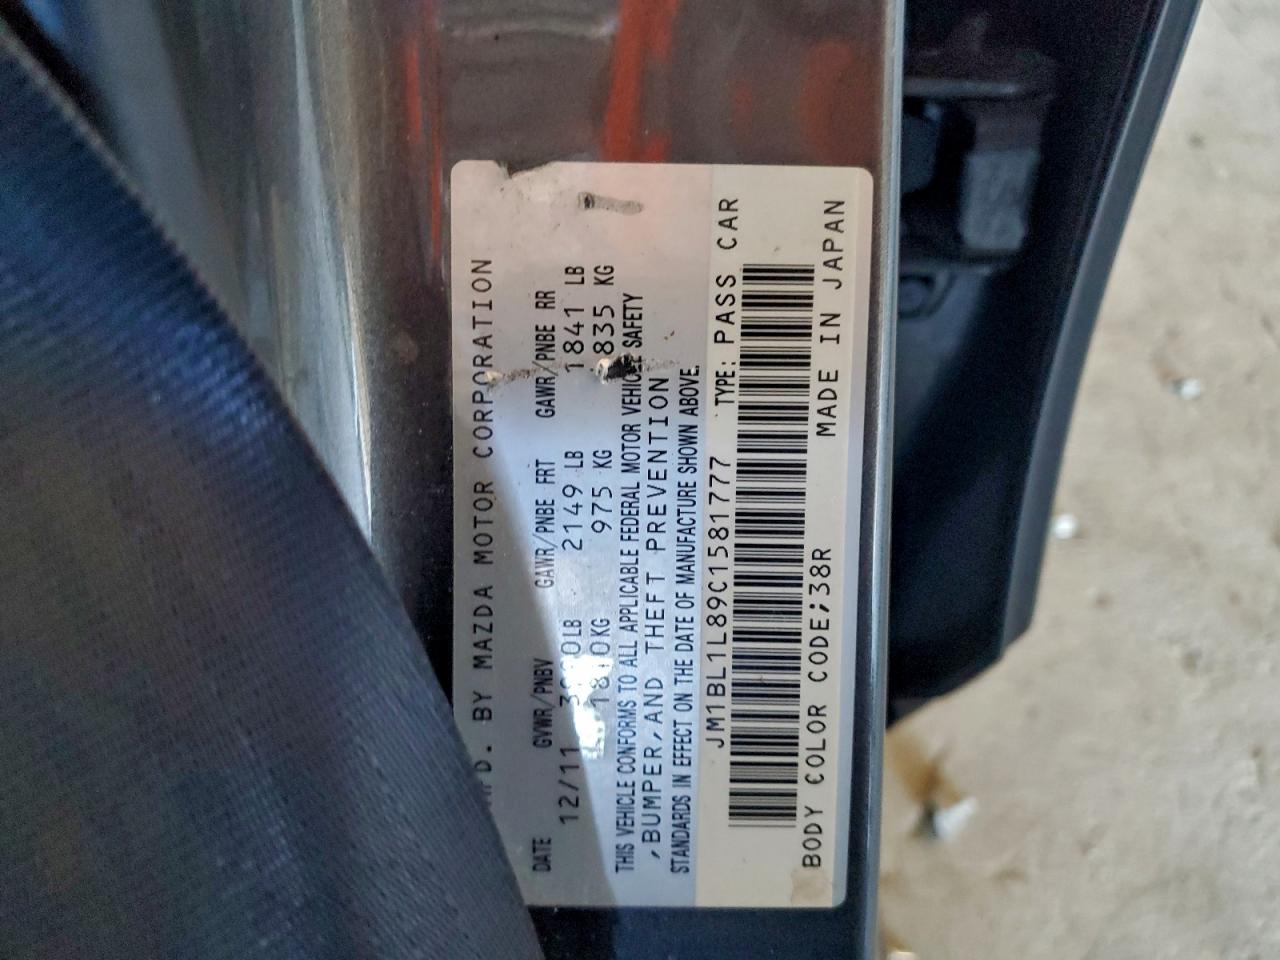 BY MAZDA MOTOR CORPORATION
DATE GVWR/PNBV GAWR/PNBE FRT GAWR/PNBE RR
12/11 LB 2149 LB 1841 LB
KG 975 KG 835 KG
THIS VEHICLE CONFORMS TO ALL APPLICABLE FEDERAL MOTOR VEHICLE SAFETY
,BUMPER,AND THEFT PREVENTION
STANDARDS IN EFFECT ON THE DATE OF MANUFACTURE SHOWN ABOVE.
JM1BL1L89C1581777 TYPE: PASS CAR
BODY COLOR CODE;38R MADE IN JAPAN